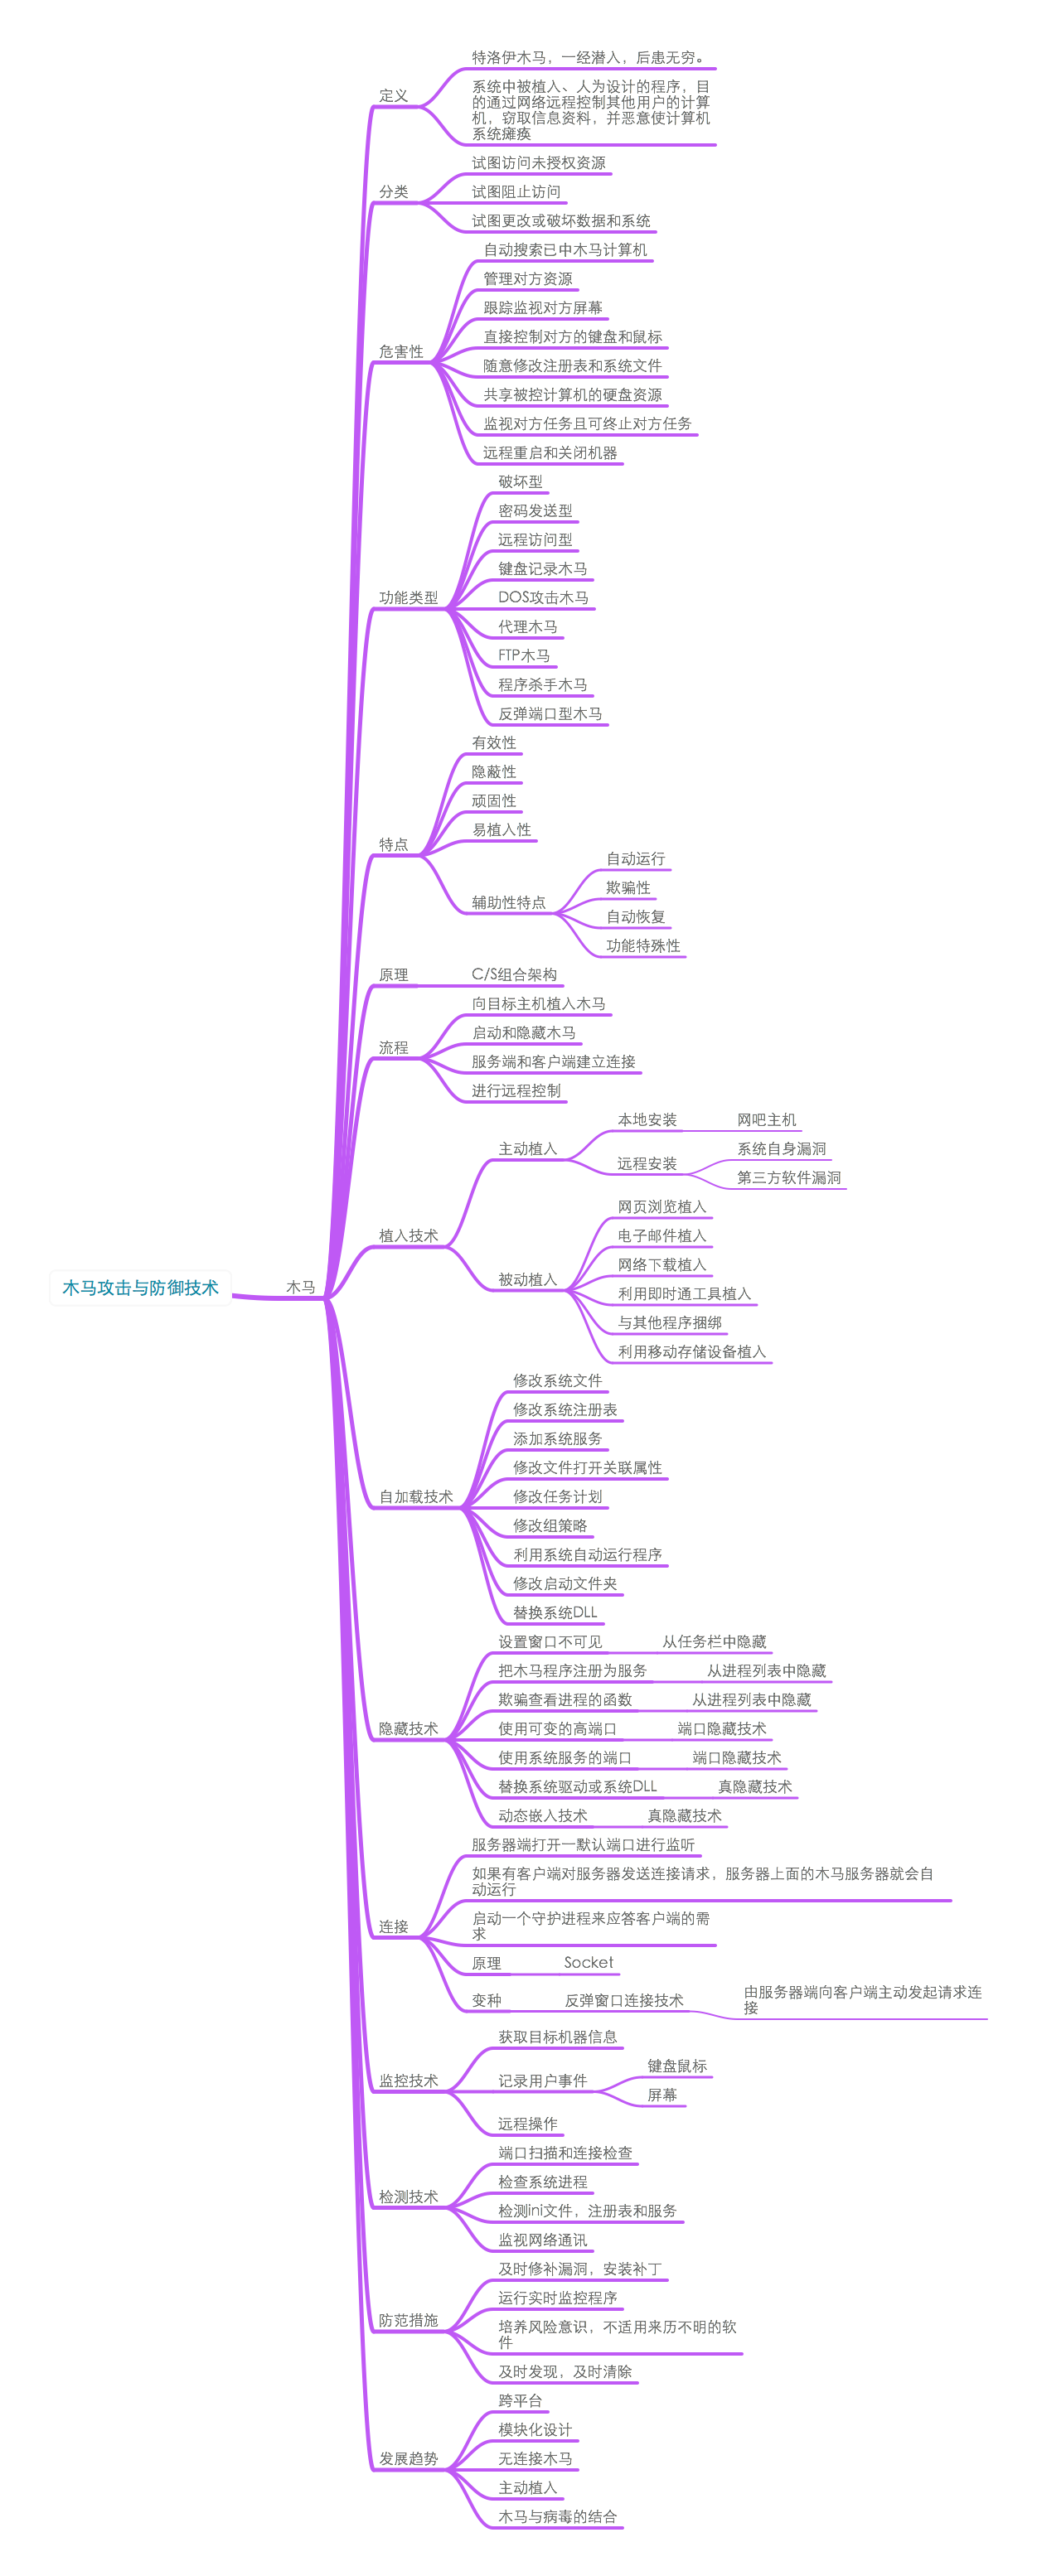 特洛伊木马，一经潜入，后患无穷。
定义
系统中被植入、人为设计的程序，目
的通过网络远程控制其他用户的计算
机，窃取信息资料，并恶意使计算机
系统瘫痪
试图访问未授权资源
分类
试图阻止访问
试图更改或破坏数据和系统
自动搜索已中木马计算机
管理对方资源
跟踪监视对方屏幕
直接控制对方的键盘和鼠标
危害性
随意修改注册表和系统文件
共享被控计算机的硬盘资源
监视对方任务且可终止对方任务
远程重启和关闭机器
破坏型
密码发送型
远程访问型
键盘记录木马
功能类型
DOS攻击木马
代理木马
FTP木马
程序杀手木马
反弹端口型木马
有效性
隐蔽性
顽固性
易植入性
特点
自动运行
欺骗性
辅助性特点
自动恢复
功能特殊性
原理
C/S组合架构
向目标主机植入木马
启动和隐藏木马
流程
服务端和客户端建立连接
进行远程控制
本地安装
网吧主机
主动植入
系统自身漏洞
远程安装
第三方软件漏洞
网页浏览植入
植入技术
电子邮件植入
网络下载植入
被动植入
木马攻击与防御技术
木马
利用即时通工具植入
与其他程序捆绑
利用移动存储设备植入
修改系统文件
修改系统注册表
添加系统服务
修改文件打开关联属性
自加载技术
修改任务计划
修改组策略
利用系统自动运行程序
修改启动文件夹
替换系统DLL
设置窗口不可见
从任务栏中隐藏
把木马程序注册为服务
从进程列表中隐藏
欺骗查看进程的函数
从进程列表中隐藏
隐藏技术
使用可变的高端口
端口隐藏技术
使用系统服务的端口
端口隐藏技术
替换系统驱动或系统DLL
真隐藏技术
动态嵌入技术
真隐藏技术
服务器端打开一默认端口进行监听
如果有客户端对服务器发送连接请求，服务器上面的木马服务器就会自
动运行
连接
启动一个守护进程来应答客户端的需
求
原理
Socket
变种
反弹窗口连接技术
由服务器端向客户端主动发起请求连
接
获取目标机器信息
监控技术
记录用户事件
键盘鼠标
屏幕
远程操作
端口扫描和连接检查
检查系统进程
检测技术
检测ini文件，注册表和服务
监视网络通讯
及时修补漏洞，安装补丁
运行实时监控程序
防范措施
培养风险意识，不适用来历不明的软
件
及时发现，及时清除
跨平台
模块化设计
发展趋势
无连接木马
主动植入
木马与病毒的结合